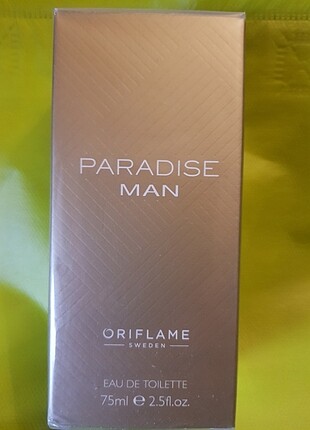 PARADISE
MAN
ORIFLAME
SWEDEN
EAU DE TOILETTE
75ml ℮ 2.5fl.oz.